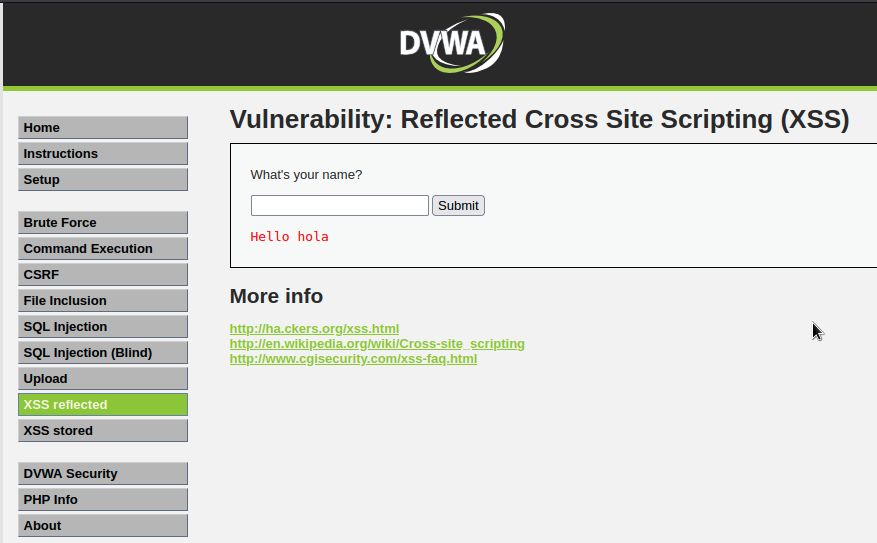 DVWA
Home
Instructions
Setup
Brute Force
Command Execution
CSRF
File Inclusion
SQL Injection
SQL Injection (Blind)
Upload
XSS reflected
XSS stored
DVWA Security
PHP Info
About
Vulnerability: Reflected Cross Site Scripting (XSS)
What's your name?
Submit
Hello hola
More info
http://ha.ckers.org/xss.html
http://en.wikipedia.org/wiki/Cross-site_scripting
http://www.cgisecurity.com/xss-faq.html